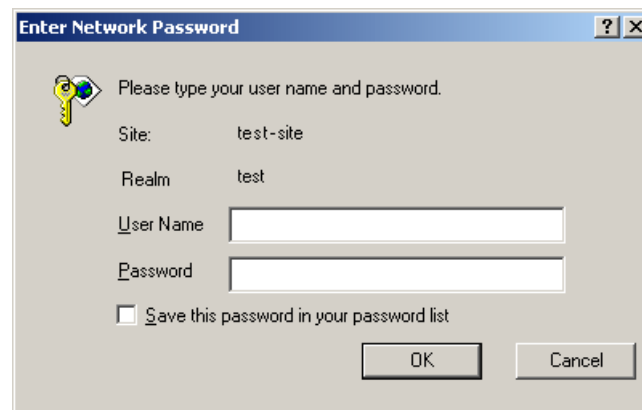 Enter Network Password
Please type your user name and password.
Site: test-site
Realm test
User Name
Password
Save this password in your password list
OK Cancel